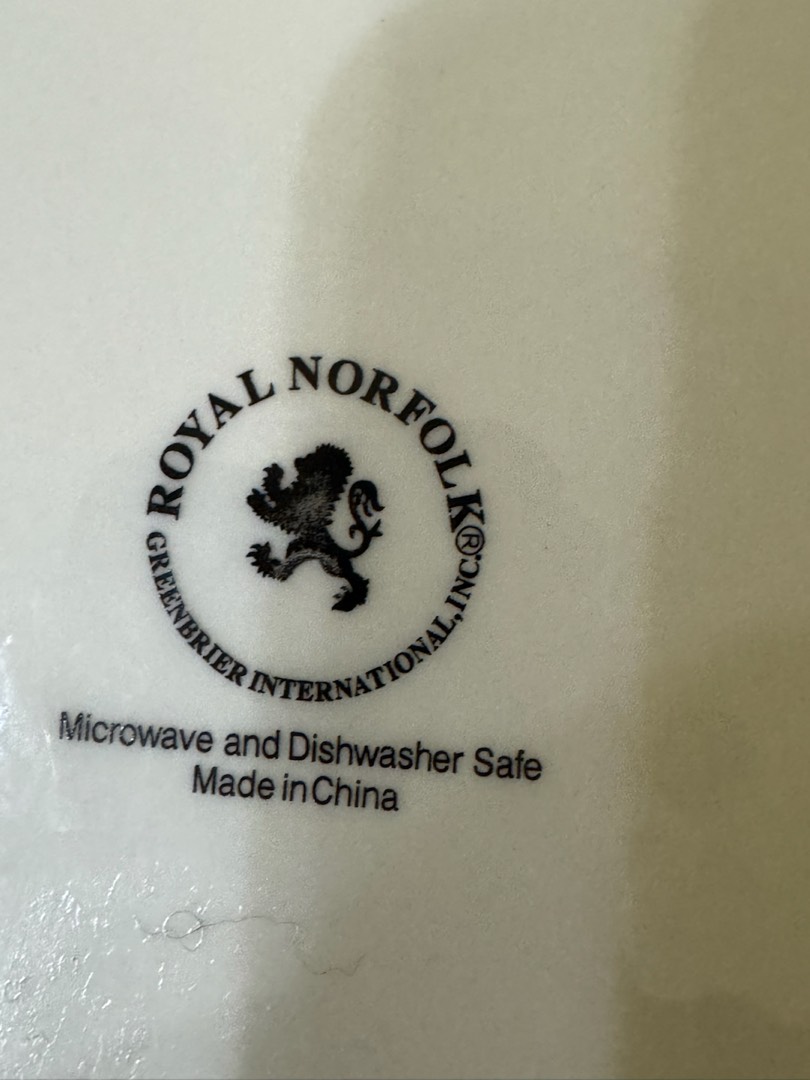 ROYAL NORFOLK®
GREENBRIER INTERNATIONAL, INC.
Microwave and Dishwasher Safe
Made in China